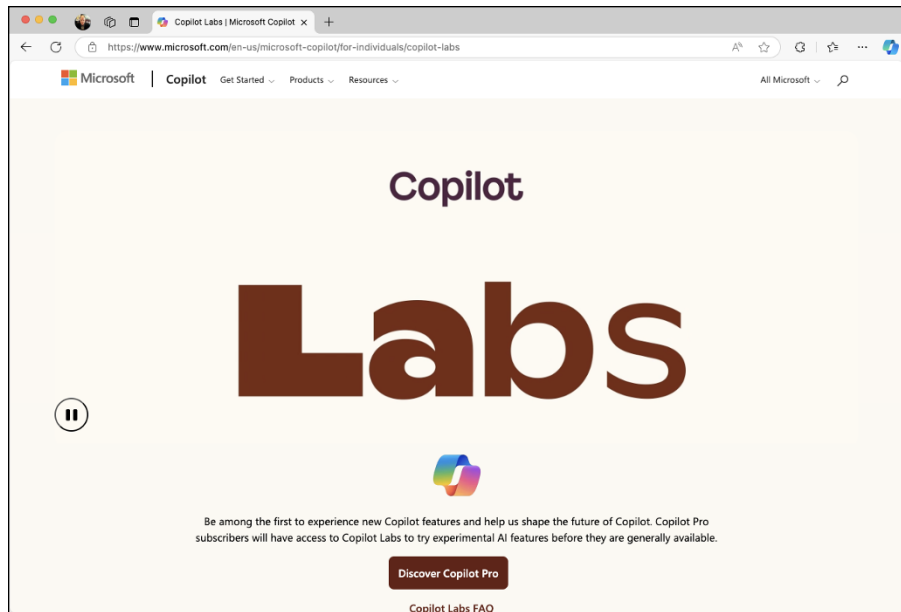 Copilot Labs | Microsoft Copilot
https://www.microsoft.com/en-us/microsoft-copilot/for-individuals/copilot-labs
Microsoft Copilot Get Started Products Resources All Microsoft
Copilot
Labs
Be among the first to experience new Copilot features and help us shape the future of Copilot. Copilot Pro
subscribers will have access to Copilot Labs to try experimental AI features before they are generally available.
Discover Copilot Pro
Copilot Labs FAQ